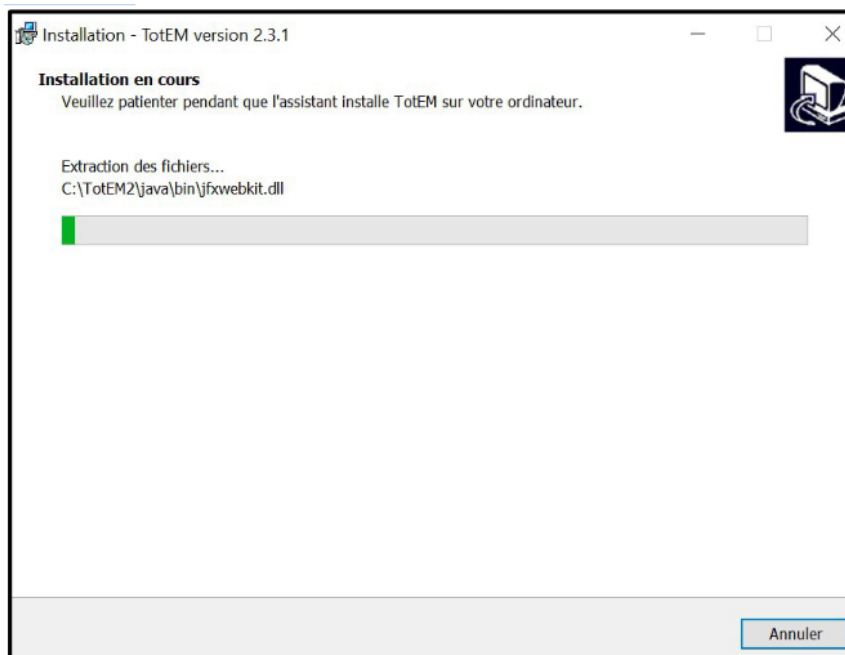 Installation - TotEM version 2.3.1
Installation en cours
Veuillez patienter pendant que l'assistant installe TotEM sur votre ordinateur.
Extraction des fichiers...
C:\TotEM2\java\bin\jfxwebkit.dll
Annuler